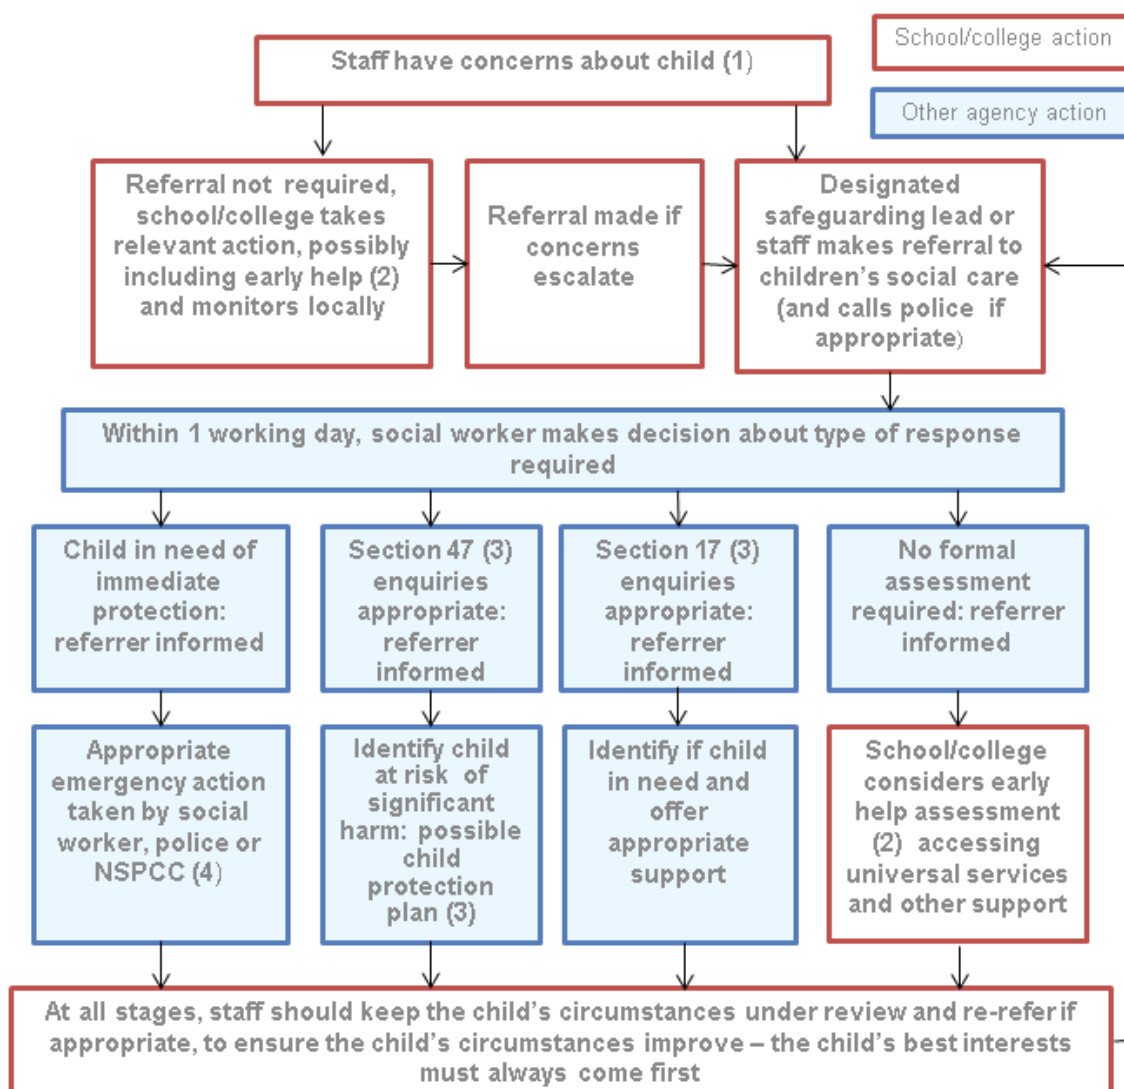 Staff have concerns about child (1)
School/college action
Other agency action
Referral not required,
school/college takes
relevant action, possibly
including early help (2)
and monitors locally
Referral made if
concerns
escalate
Designated
safeguarding lead or
staff makes referral to
children's social care
(and calls police if
appropriate)
Within 1 working day, social worker makes decision about type of response
required
Child in need of
immediate
protection:
referrer informed
Section 47 (3)
enquiries
appropriate:
referrer
informed
Section 17 (3)
enquiries
appropriate:
referrer
informed
No formal
assessment
required: referrer
informed
Appropriate
emergency action
taken by social
worker, police or
NSPCC (4)
Identify child
at risk of
significant
harm: possible
child
protection
plan (3)
Identify if child
in need and
offer
appropriate
support
School/college
considers early
help assessment
(2) accessing
universal services
and other support
At all stages, staff should keep the child's circumstances under review and re-refer if
appropriate, to ensure the child's circumstances improve – the child's best interests
must always come first